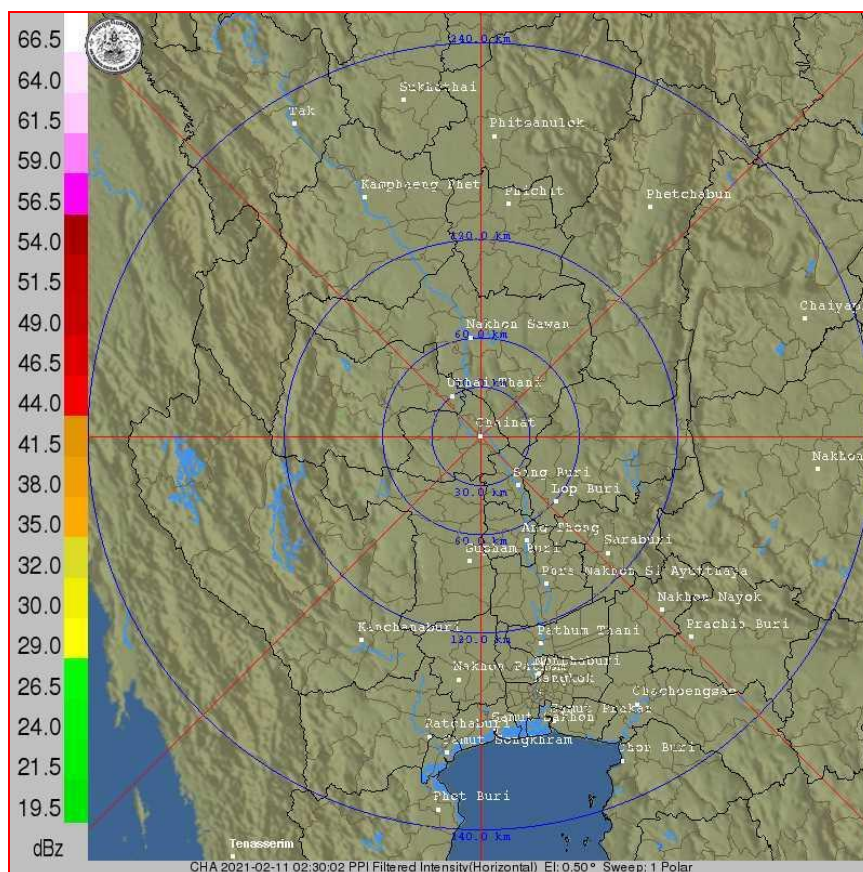 66.5
64.0
61.5
59.0
56.5
54.0
51.5
49.0
46.5
44.0
41.5
38.0
35.0
32.0
30.0
29.0
26.5
24.0
21.5
19.5
dBz
240.0 km
Sukhothai
Tak
Phitsanulok
Kamphaeng Phet
Phichit
Phetchabun
120.0 km
Chaiyap
Nakhon Sawan
60.0 km
Uthai Thani
Chainat
Nakhon
Sing Buri
30.0 km
Lop Buri
Ang Thong
60.0 km
Suphan Buri
Saraburi
Pora Nakhon Si Ayutthaya
Nakhon Nayok
Kanchanaburi
120.0 km
Pathum Thani
Prachin Buri
Nakhon Pathom
Nonthaburi
Bangkok
Chachoengsao
Samut Prakan
Samut Sakhon
Ratchaburi
Samut Songkhram
Chon Buri
Phet Buri
240.0 km
Tenasserim
CHA 2021-02-11 02:30:02 PPI Filtered Intensity(Horizontal) El: 0.50° Sweep: 1 Polar